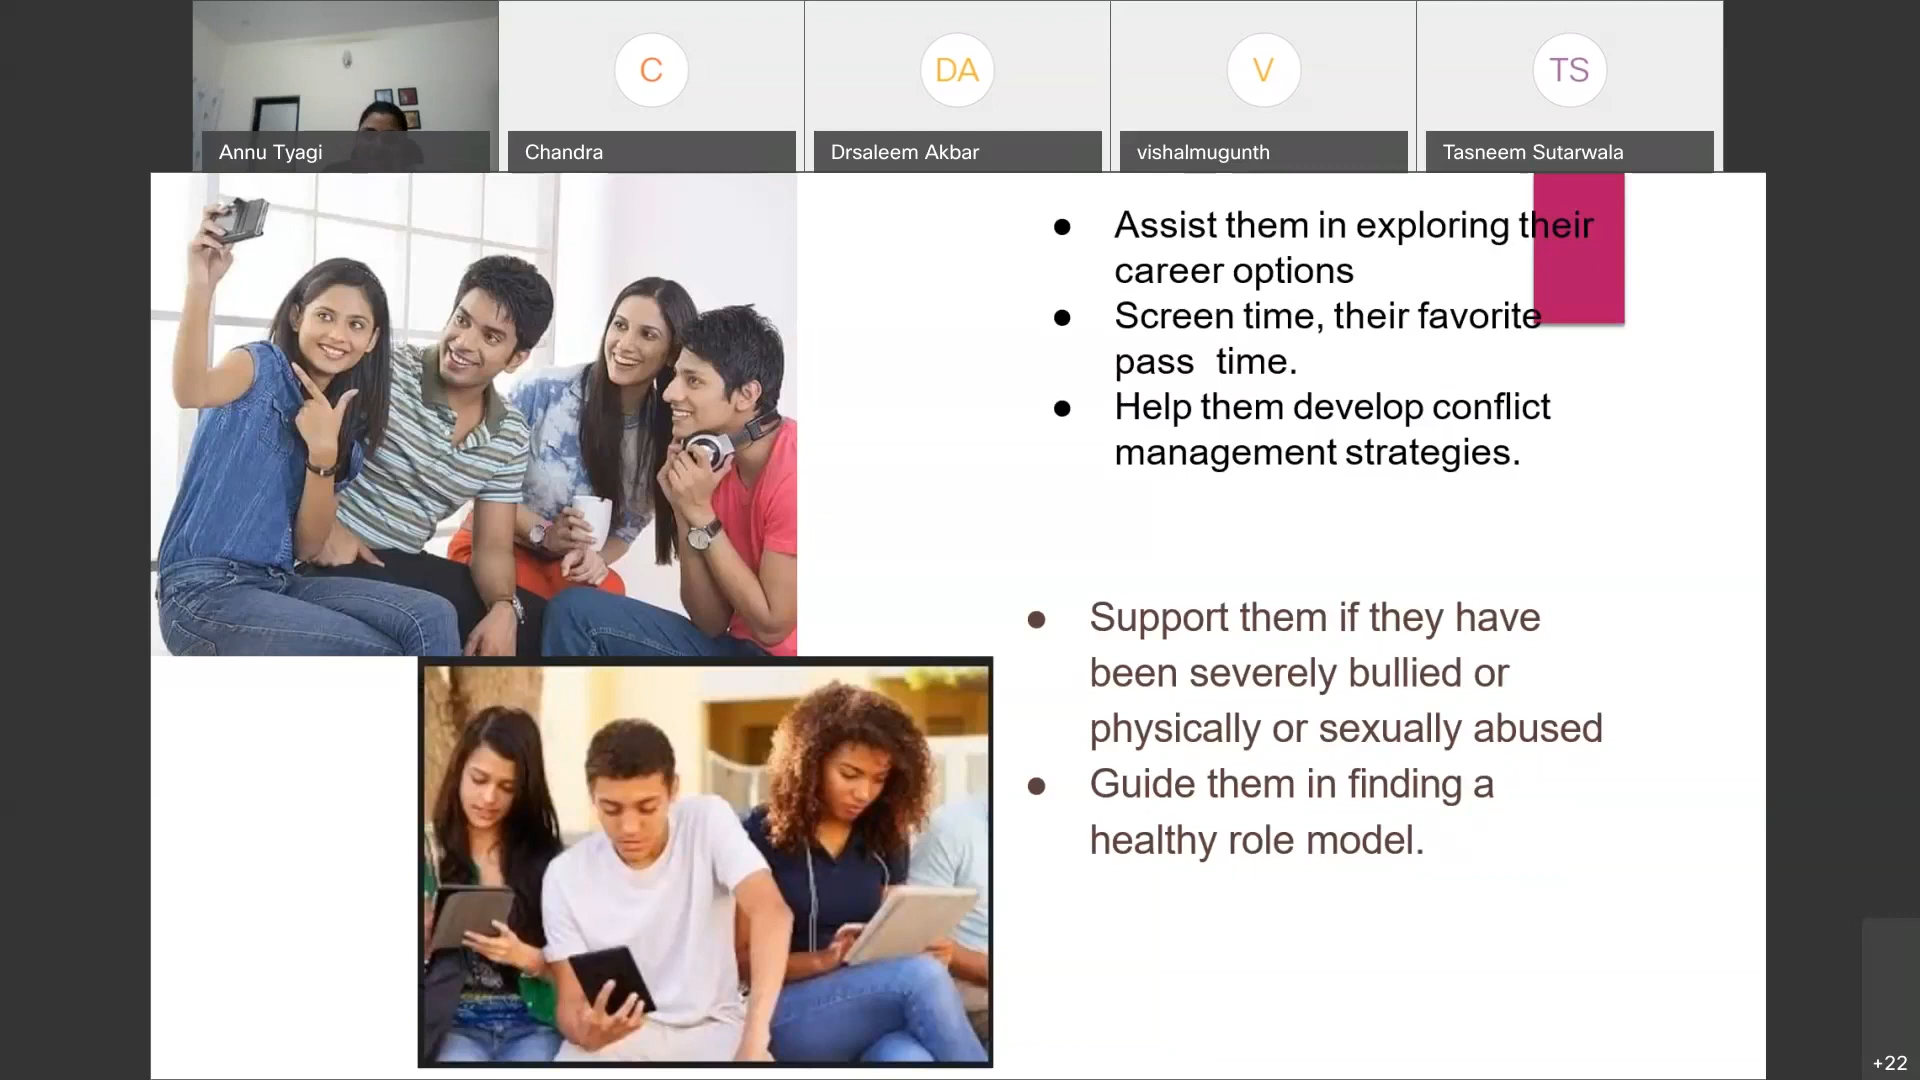 C
DA
V
TS
Annu Tyagi
Chandra
Drsaleem Akbar
vishalmugunth
Tasneem Sutarwala
● Assist them in exploring their
career options
● Screen time, their favorite
pass time.
● Help them develop conflict
management strategies.
● Support them if they have
been severely bullied or
physically or sexually abused
● Guide them in finding a
healthy role model.
+22